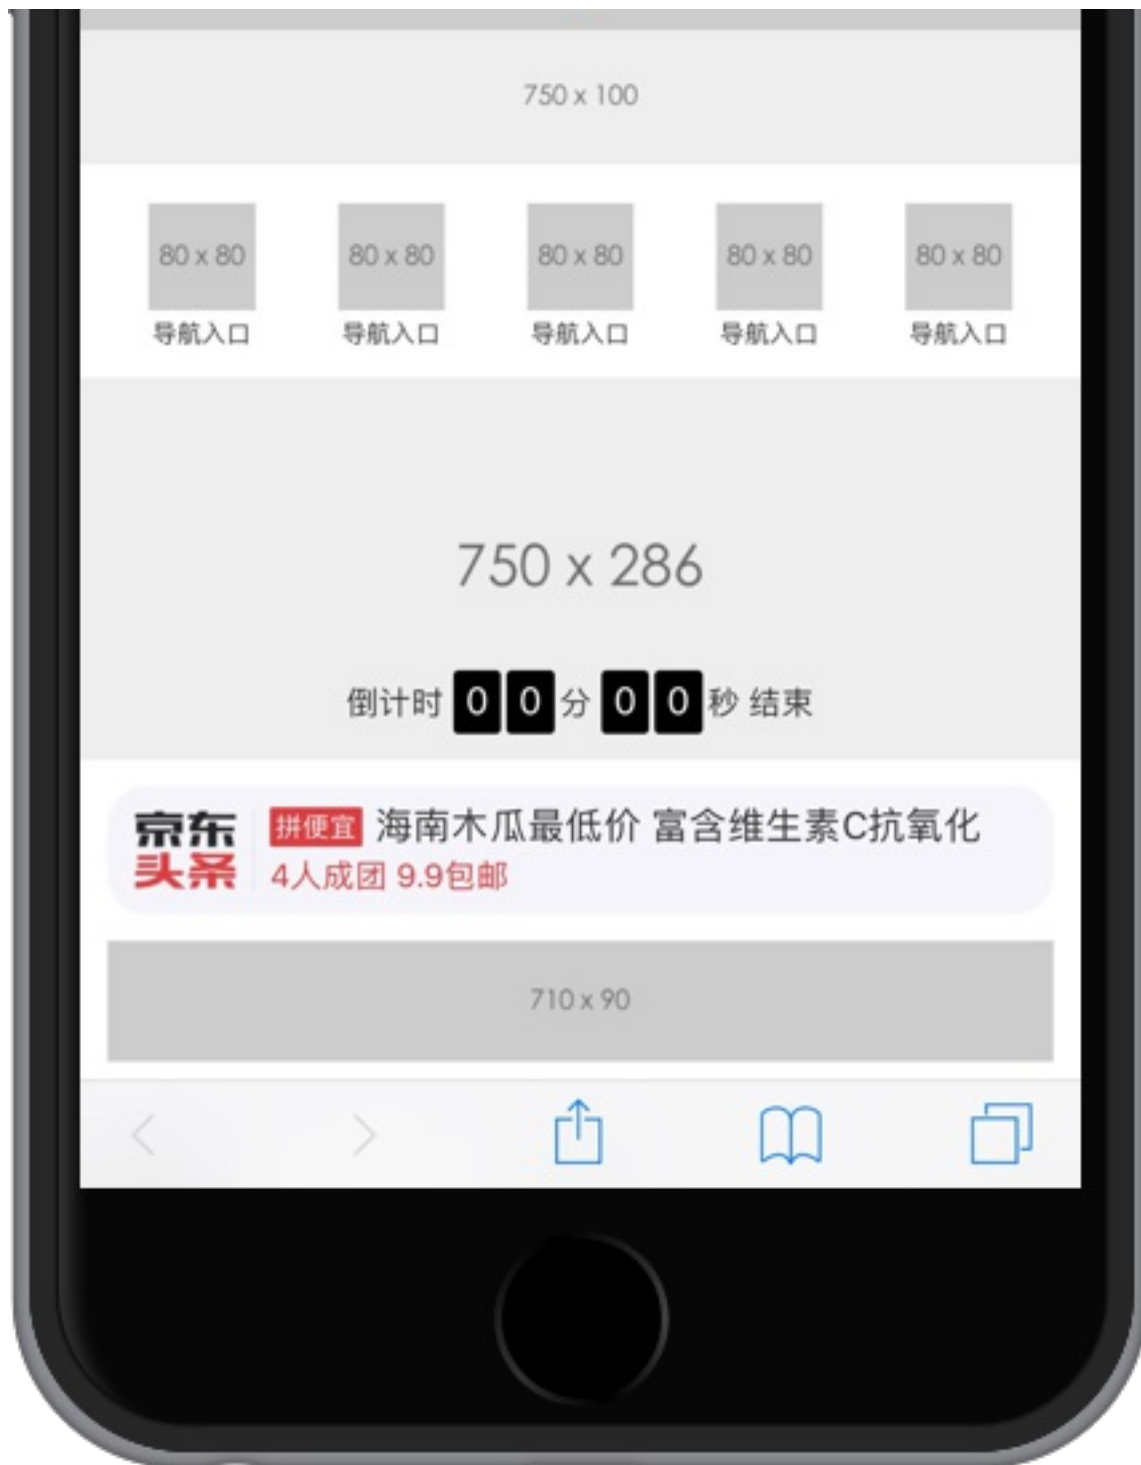 750 x 100
80 x 80 80 x 80 80 x 80 80 x 80 80 x 80
导航入口 导航入口 导航入口 导航入口 导航入口
750 x 286
倒计时 0 0 分 0 0 秒 结束
京东
头条
拼便宜 海南木瓜最低价 富含维生素C抗氧化
4人成团 9.9包邮
710 x 90